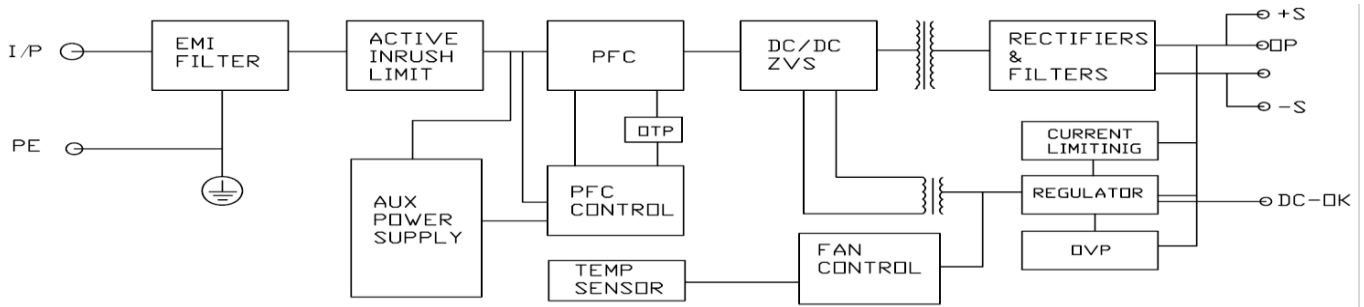 I/P
EMI
FILTER
ACTIVE
INRUSH
LIMIT
PFC
DC/DC
ZVS
RECTIFIERS
&
FILTERS
+S
OP
-S
PE
OTP
CURRENT
LIMITINIG
AUX
POWER
SUPPLY
PFC
CONTROL
REGULATOR
DC-OK
OVP
TEMP
SENSOR
FAN
CONTROL